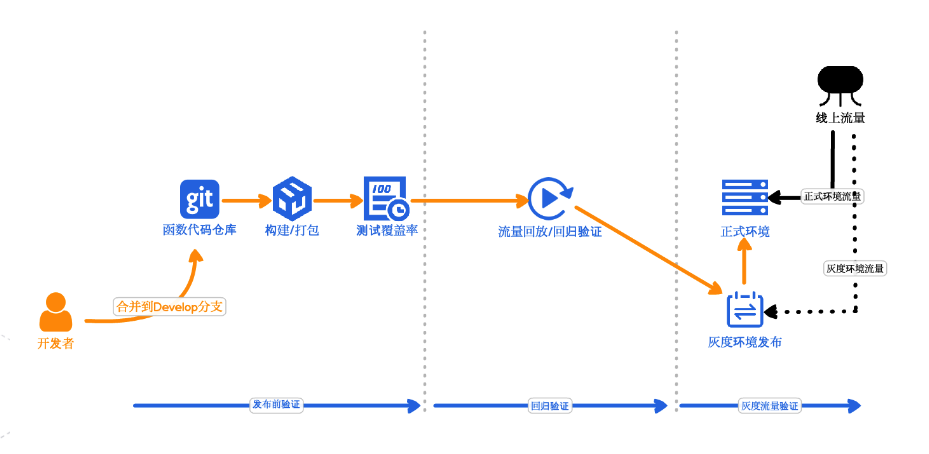 线上流量
git
100
函数代码仓库
构建/打包
测试覆盖率
流量回放/回归验证
正式环境
正式环境流量
灰度环境流量
合并到Develop分支
开发者
灰度环境发布
发布前验证
回归验证
灰度流量验证